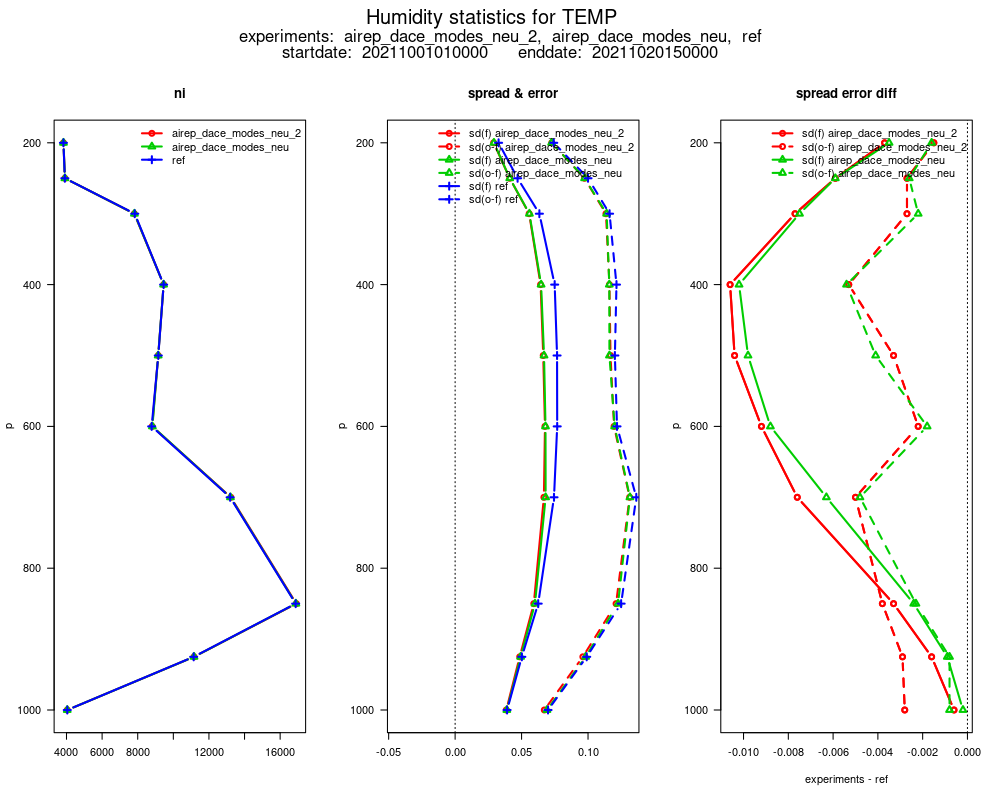 Humidity statistics for TEMP
experiments: airep_dace_modes_neu_2, airep_dace_modes_neu, ref
startdate: 20211001010000 enddate: 20211020150000
ni
airep_dace_modes_neu_2
airep_dace_modes_neu
ref
p
200
400
600
800
1000
4000 6000 8000 12000 16000
spread & error
sd(f) airep_dace_modes_neu_2
sd(o-f) airep_dace_modes_neu_2
sd(f) airep_dace_modes_neu
sd(o-f) airep_dace_modes_neu
sd(f) ref
sd(o-f) ref
p
200
400
600
800
1000
-0.05 0.00 0.05 0.10
spread error diff
sd(f) airep_dace_modes_neu_2
sd(o-f) airep_dace_modes_neu_2
sd(f) airep_dace_modes_neu
sd(o-f) airep_dace_modes_neu
p
200
400
600
800
1000
-0.010 -0.008 -0.006 -0.004 -0.002 0.000
experiments - ref